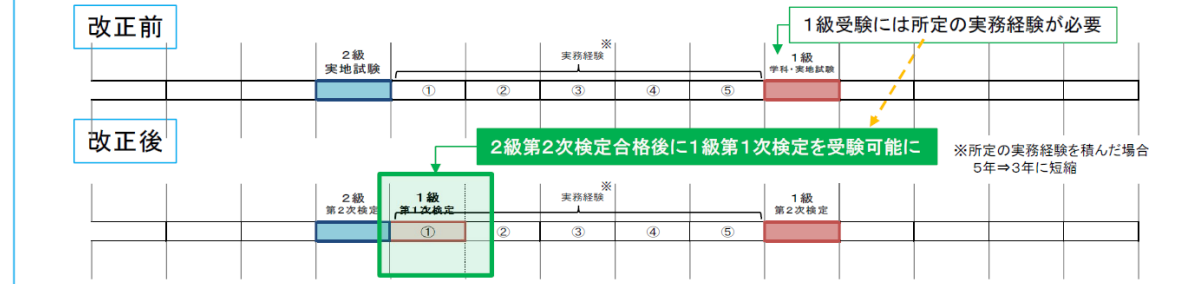 改正前
1級受験には所定の実務経験が必要
2級
実地試験
※
実務経験
1級
学科・実地試験
① ② ③ ④ ⑤
改正後
2級第2次検定合格後に1級第1次検定を受験可能に
※所定の実務経験を積んだ場合
5年⇒3年に短縮
2級
第2次検定
1級
第1次検定
※
実務経験
1級
第2次検定
① ② ③ ④ ⑤